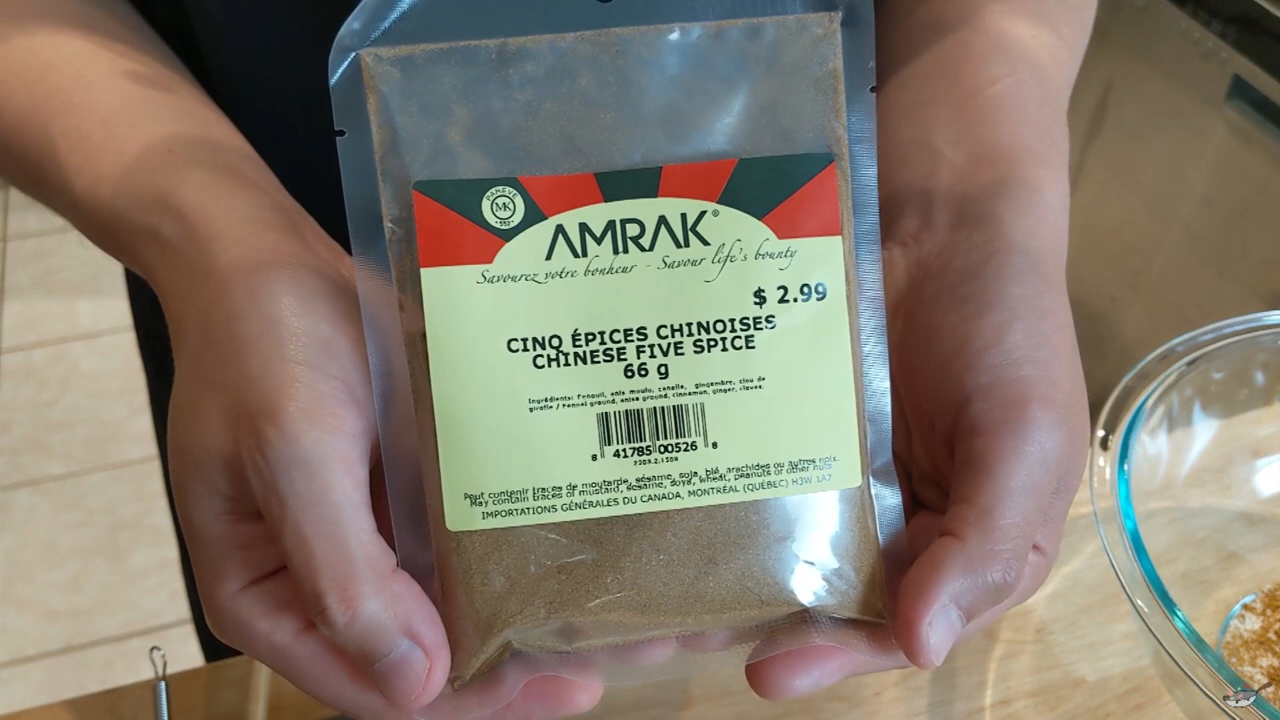 PAREVE
MK
• 552 •
AMRAK®
Savourez votre bonheur - Savour life's bounty
$ 2.99
CINQ ÉPICES CHINOISES
CHINESE FIVE SPICE
66 g
Ingrédients: Fenouil, anis moulu, canelle, gingembre, clou de
girofle / Fennel ground, anise ground, cinnamon, ginger, cloves.
8 41785 00526 8
Peut contenir traces de moutarde, sésame, soja, blé, arachides ou autres noix.
May contain traces of mustard, sesame, soya, wheat, peanuts or other nuts
IMPORTATIONS GÉNÉRALES DU CANADA, MONTRÉAL (QUÉBEC) H3W 1A7